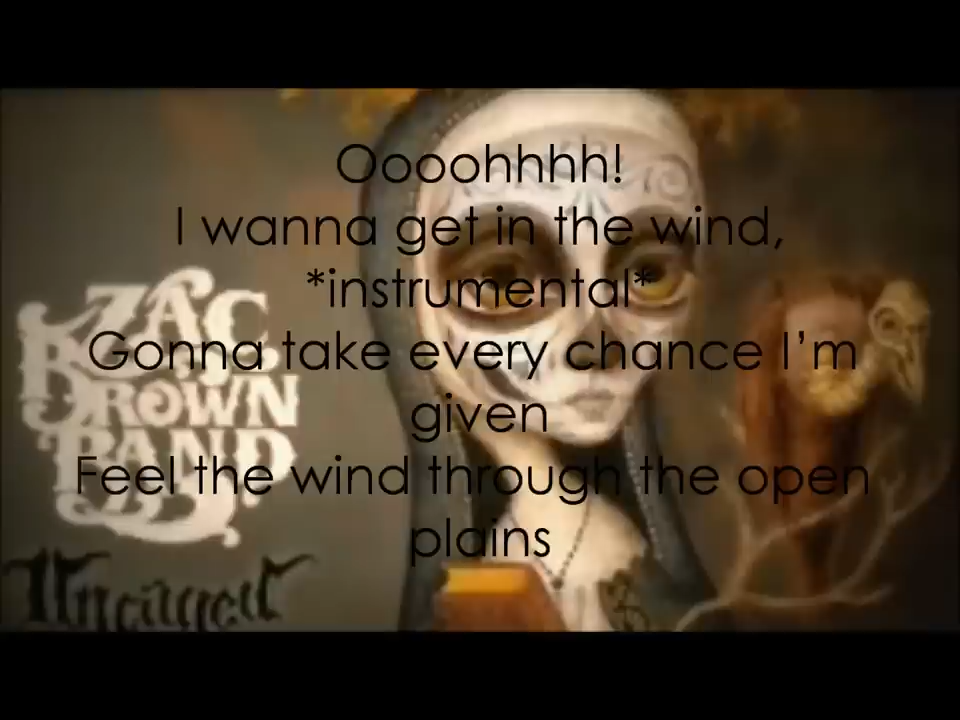 Oooohhhh!
I wanna get in the wind,
*instrumental*
Gonna take every chance I’m
given
Feel the wind through the open
plains
ZAC
BROWN
BAND
Uncaged